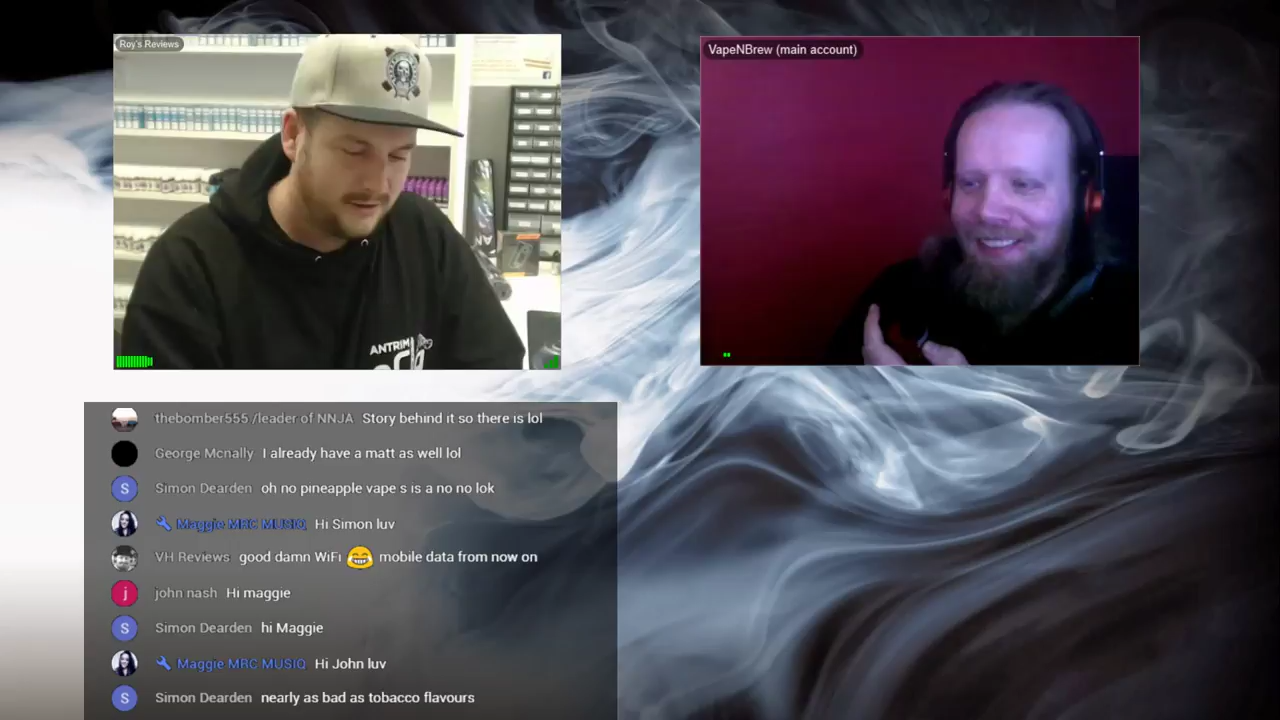 Roy's Reviews
VapeNBrew (main account)
ANTRIM
thebomber555./leader of NNJA Story behind it so there is lol
George Mcnally I already have a matt as well lol
Simon Dearden oh no pineapple vape s is a no no lok
Maggie MRC MUSIQ Hi Simon luv
VH Reviews good damn WiFi 😂 mobile data from now on
john nash Hi maggie
Simon Dearden hi Maggie
Maggie MRC MUSIQ Hi John luv
Simon Dearden nearly as bad as tobacco flavours